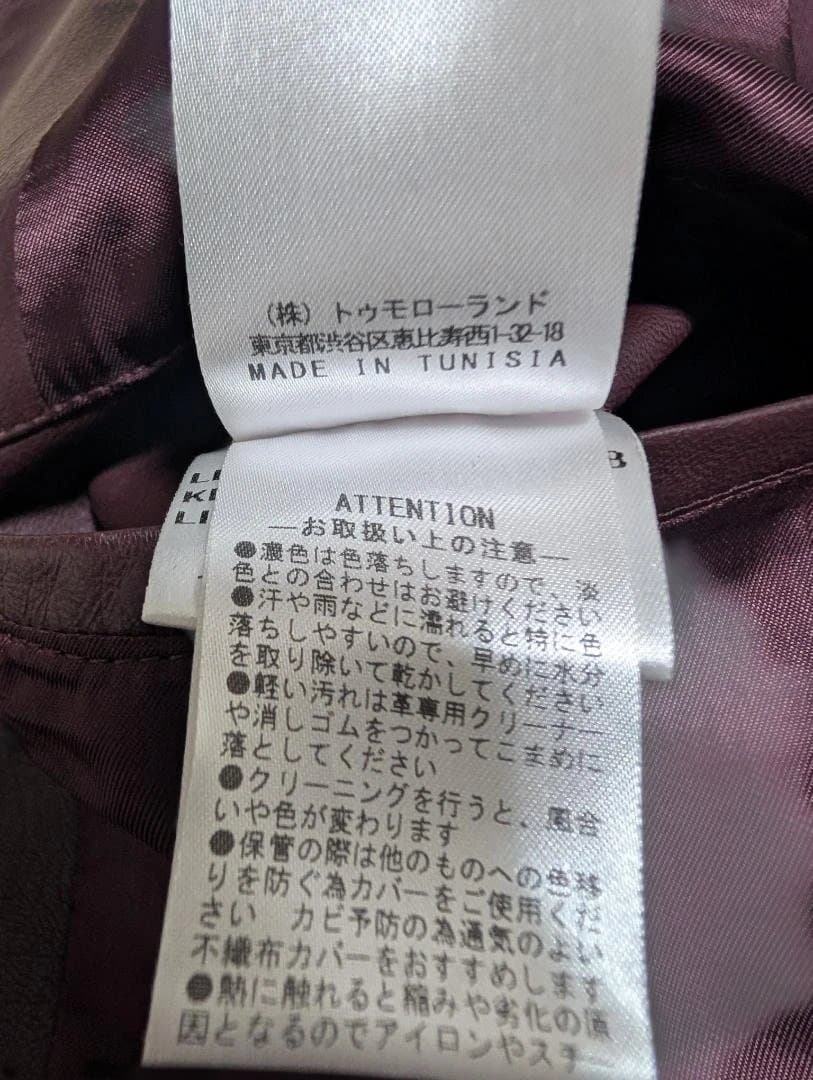 (株) トゥモローランド
東京都渋谷区恵比寿西1-32-18
MADE IN TUNISIA
ATTENTION
―お取扱い上の注意―
●濃色は色落ちしますので、淡
色との合わせはお避けください
●汗や雨などに濡れると特に色
落ちしやすいので、早めに水分
を取り除いて乾かしてください
●軽い汚れは革専用クリーナー
や消しゴムをつかってこまめに
落としてください
●クリーニングを行うと、風合
いや色が変わります
●保管の際は他のものへの色移
りを防ぐ為カバーをご使用くだ
さい　カビ予防の為通気のよい
不織布カバーをおすすめします
●熱に触れると縮みや劣化の原
因となるのでアイロンやスチー